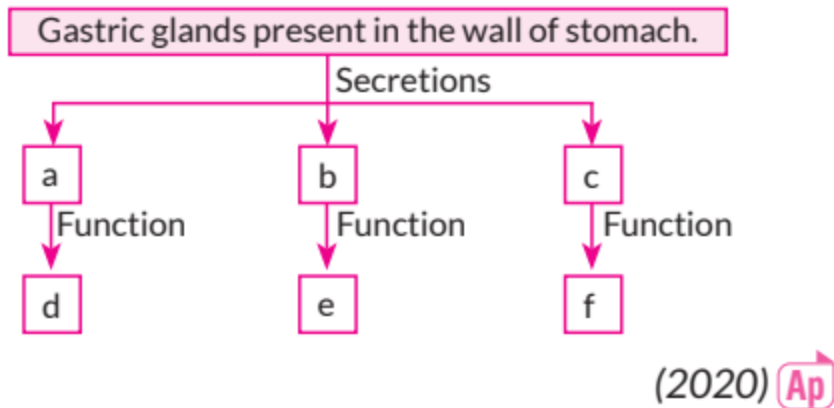 Gastric glands present in the wall of stomach.
Secretions
a b c
Function Function Function
d e f
(2020) Ap